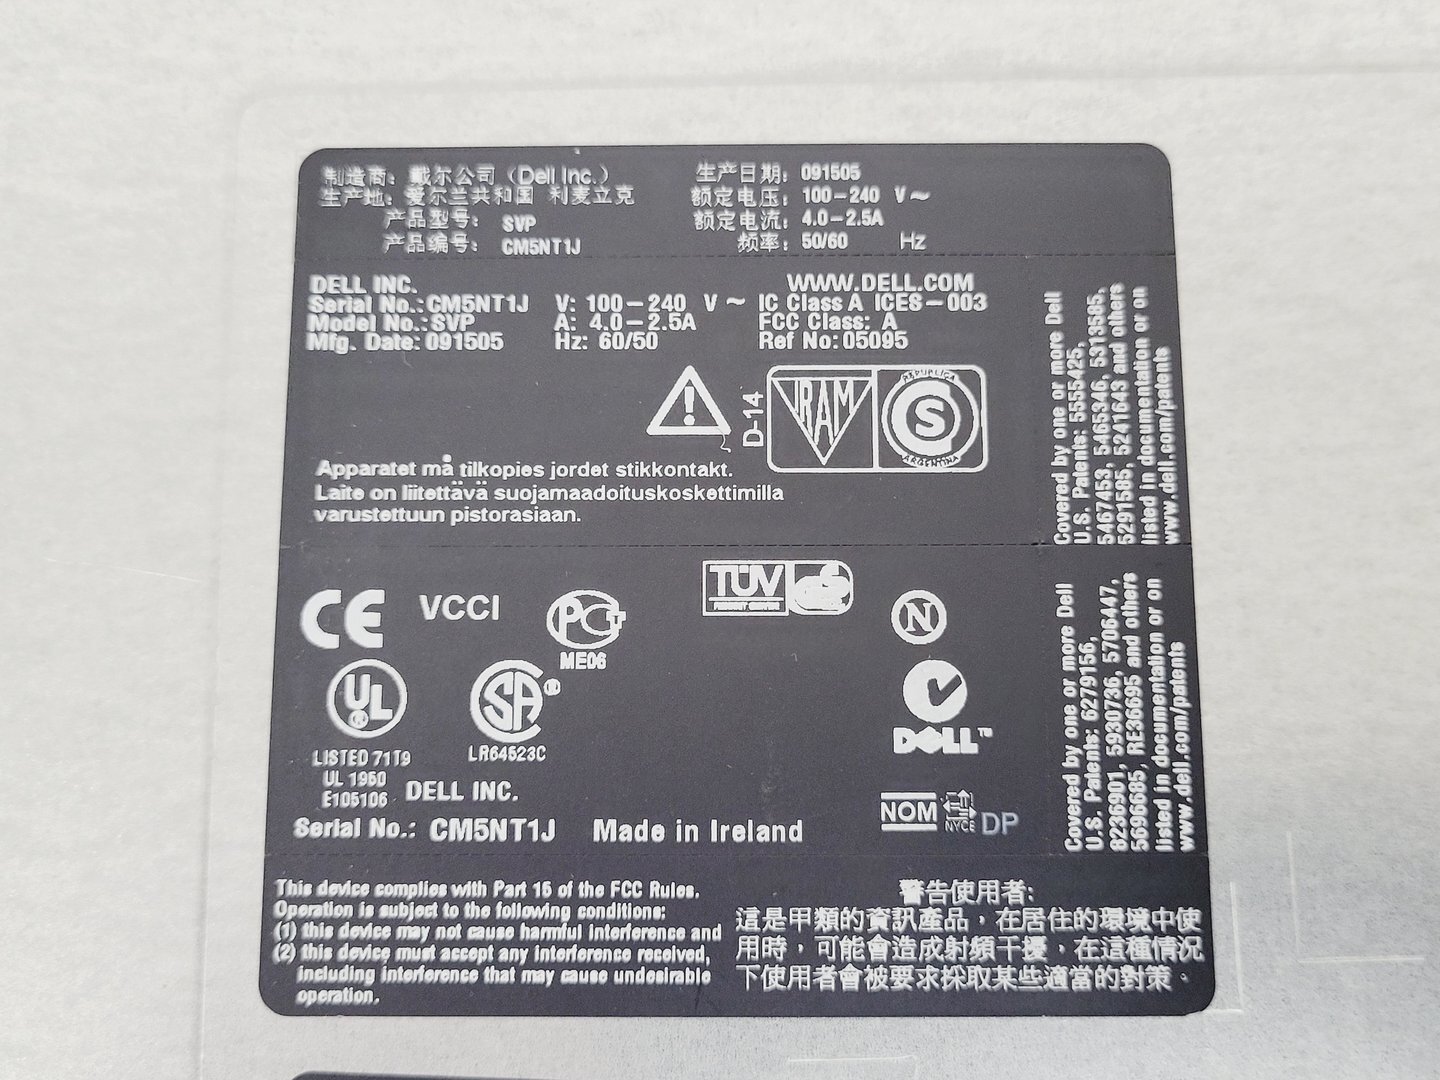 制造商：戴尔公司（Dell Inc.）
生产地：爱尔兰共和国 利麦立克
产品型号：SVP
产品编号：CM5NT1J
生产日期：091505
额定电压：100-240 V~
额定电流：4.0-2.5A
频率：50/60 Hz
DELL INC.
Serial No.: CM5NT1J
Model No.: SVP
Mfg. Date: 091505
V: 100-240 V~
A: 4.0-2.5A
Hz: 60/50
WWW.DELL.COM
IC Class A ICES-003
FCC Class: A
Ref No: 05095
D-14
IRAM
REPUBLICA
S
ARGENTINA
Apparatet må tilkopies jordet stikkontakt.
Laite on liitettävä suojamaadoituskoskettimilla
varustettuun pistorasiaan.
Covered by one or more Dell
U.S. Patents: 5555425,
5467453, 5465346, 5313585,
5291585, 5241643 and others
listed in documentation or on
www.dell.com/patents
CE
VCCI
PCT
ME06
TÜV
GS
N
UL
LISTED 71T9
UL 1950
E105106
SA
LR64523C
DELL™
DELL INC.
Serial No.: CM5NT1J
Made in Ireland
NOM
NYCE
DP
Covered by one or more Dell
U.S. Patents: 6279156,
8236901, 5930736, 5706447,
5696685, RE36695 and others
listed in documentation or on
www.dell.com/patents
This device complies with Part 15 of the FCC Rules.
Operation is subject to the following conditions:
(1) this device may not cause harmful interference and
(2) this device must accept any interference received,
including interference that may cause undesirable
operation.
警告使用者:
這是甲類的資訊產品，在居住的環境中使
用時，可能會造成射頻干擾，在這種情況
下使用者會被要求採取某些適當的對策。